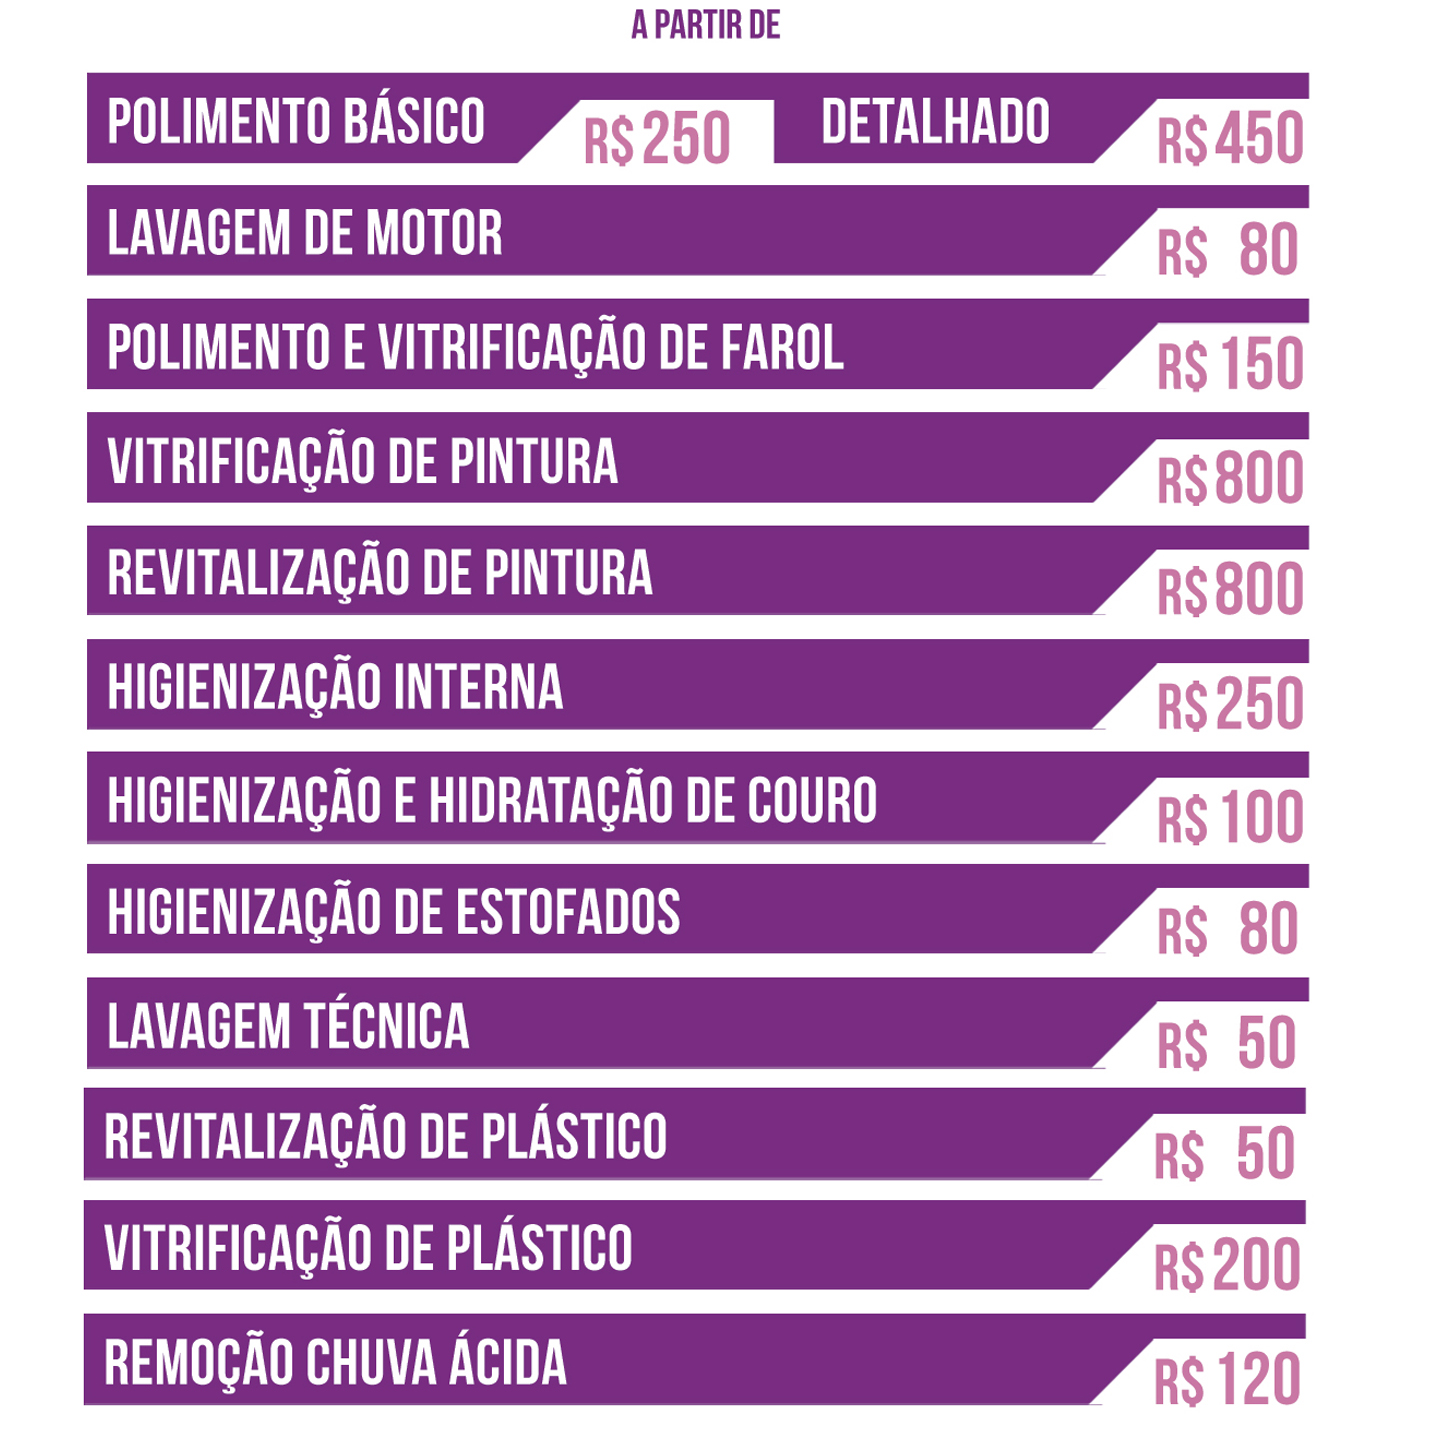 A PARTIR DE
POLIMENTO BÁSICO R$ 250 DETALHADO R$ 450
LAVAGEM DE MOTOR R$ 80
POLIMENTO E VITRIFICAÇÃO DE FAROL R$ 150
VITRIFICAÇÃO DE PINTURA R$ 800
REVITALIZAÇÃO DE PINTURA R$ 800
HIGIENIZAÇÃO INTERNA R$ 250
HIGIENIZAÇÃO E HIDRATAÇÃO DE COURO R$ 100
HIGIENIZAÇÃO DE ESTOFADOS R$ 80
LAVAGEM TÉCNICA R$ 50
REVITALIZAÇÃO DE PLÁSTICO R$ 50
VITRIFICAÇÃO DE PLÁSTICO R$ 200
REMOÇÃO CHUVA ÁCIDA R$ 120